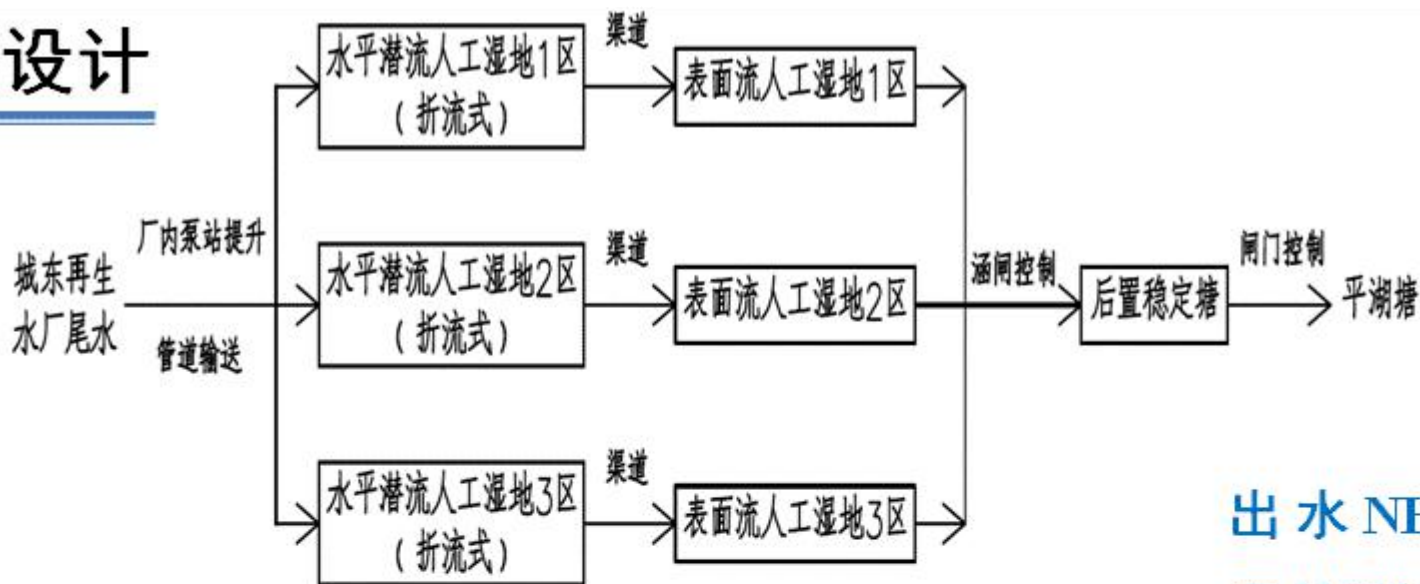 设计
水平潜流人工湿地1区
（折流式）
渠道
表面流人工湿地1区
厂内泵站提升
城东再生
水厂尾水
管道输送
水平潜流人工湿地2区
（折流式）
渠道
表面流人工湿地2区
涵闸控制
后置稳定塘
闸门控制
平湖塘
水平潜流人工湿地3区
（折流式）
渠道
表面流人工湿地3区
出水